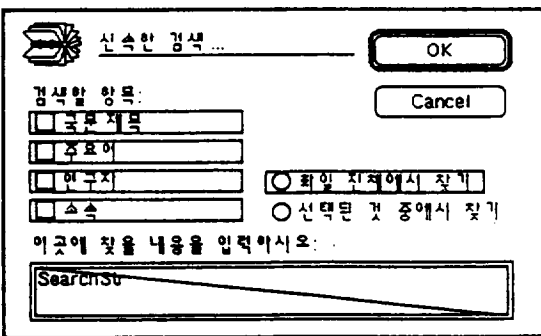 신속한 검색...
OK
검색할 항목:
Cancel
국문 제목
주요어
연구자
화일 전체에서 찾기
소속
선택된 것 중에서 찾기
이곳에 찾을 내용을 입력하시오:
SearchStr